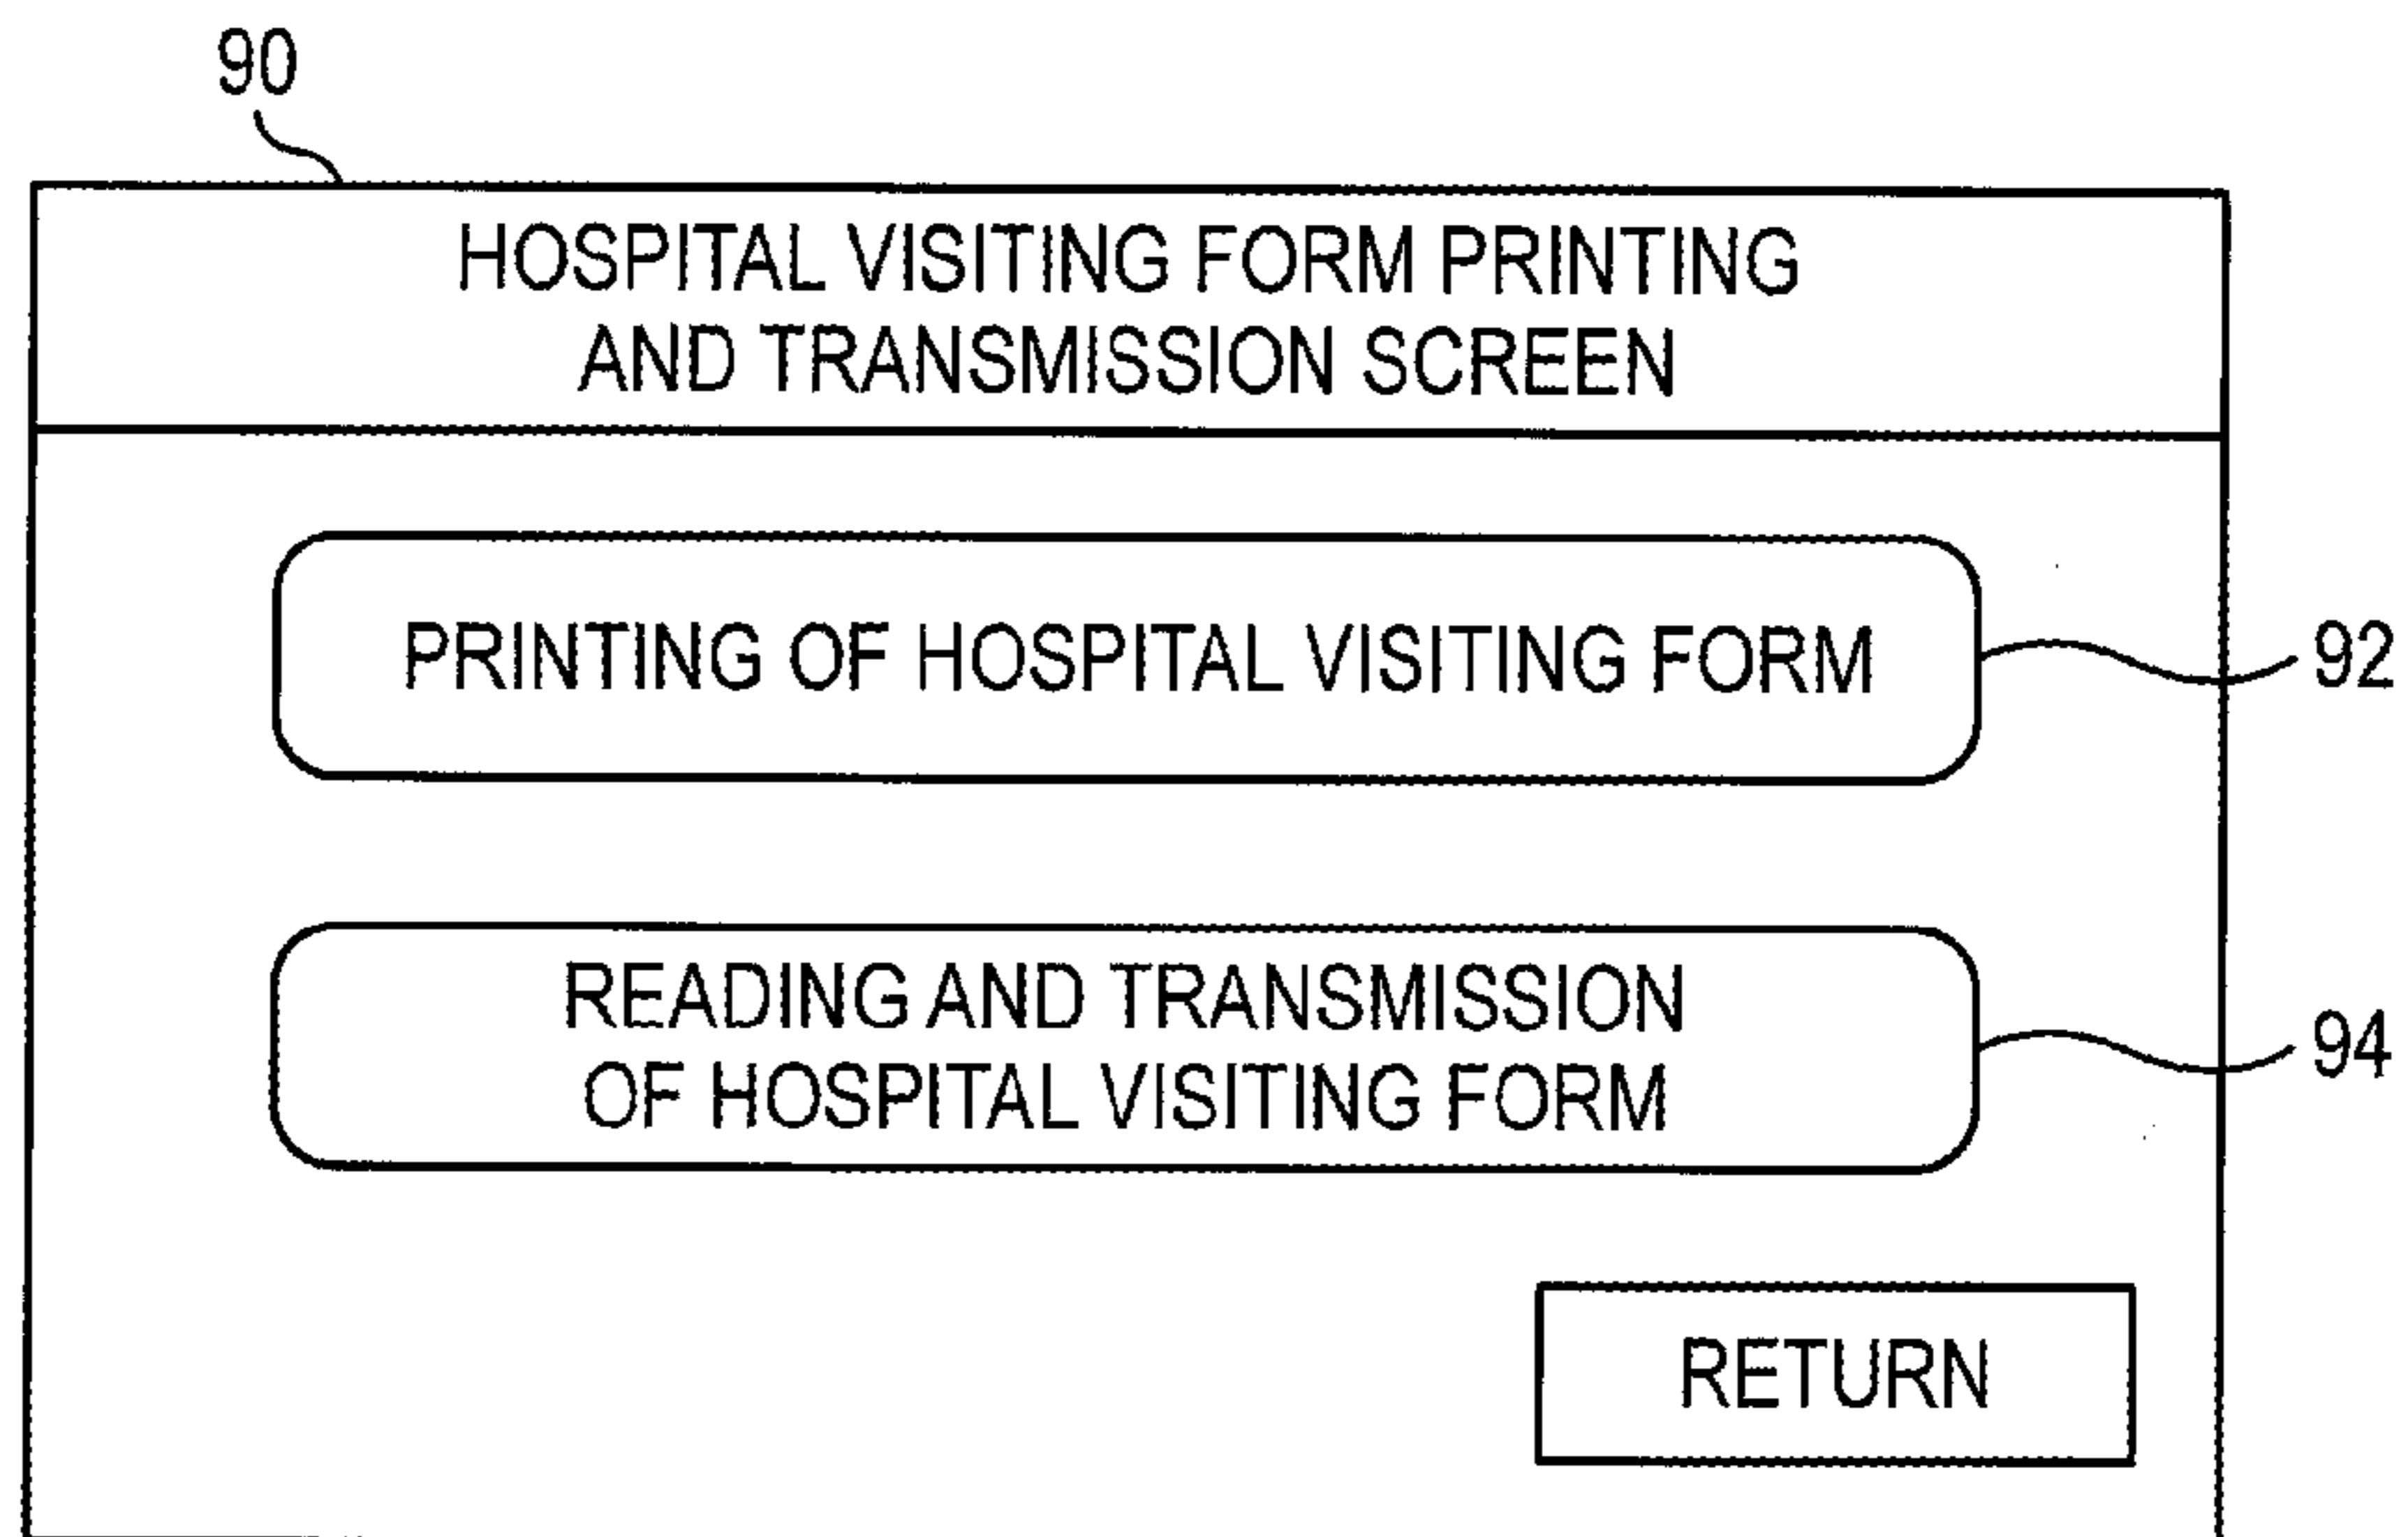 90
HOSPITAL VISITING FORM PRINTING
AND TRANSMISSION SCREEN
PRINTING OF HOSPITAL VISITING FORM
92
READING AND TRANSMISSION
OF HOSPITAL VISITING FORM
94
RETURN